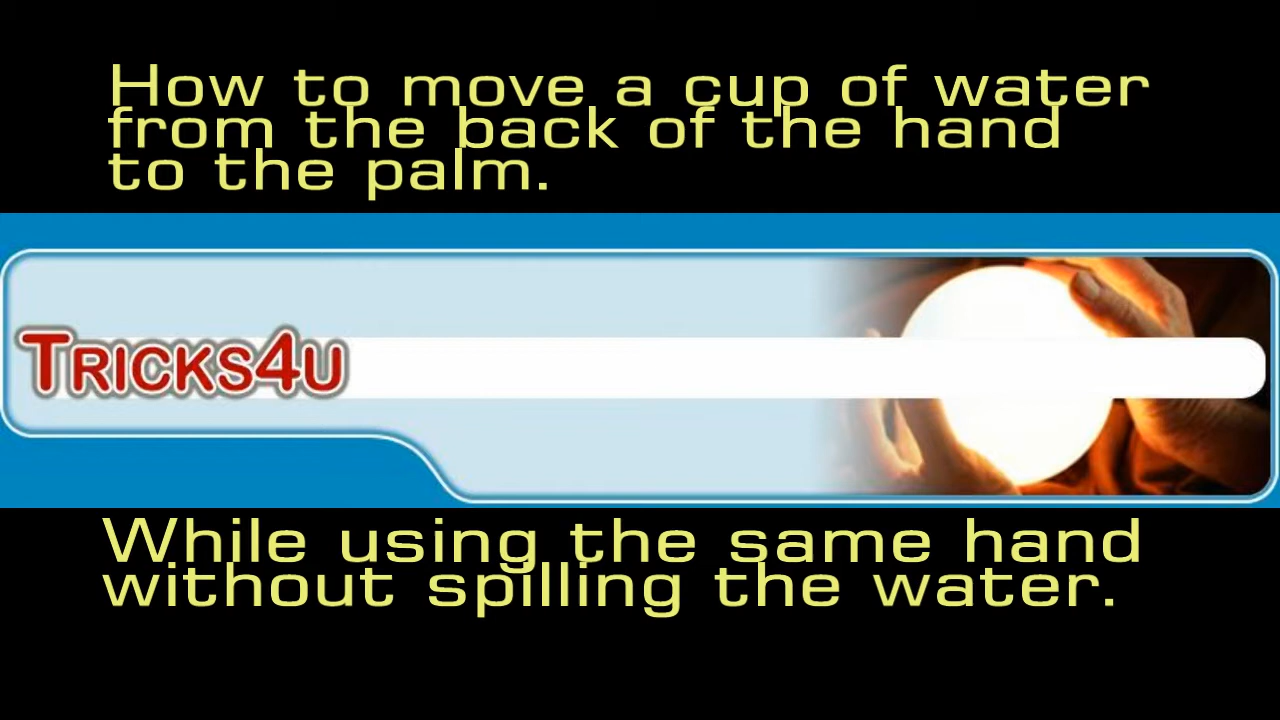 How to move a cup of water
from the back of the hand
to the palm.
Tricks4u
While using the same hand
without spilling the water.